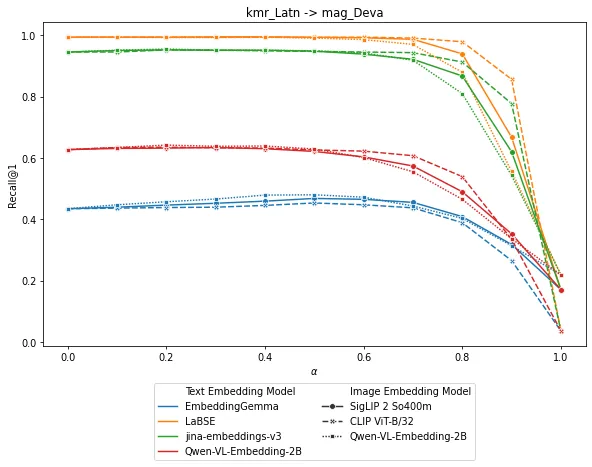 kmr_Latn -> mag_Deva
Recall@1
1.0
0.8
0.6
0.4
0.2
0.0
0.0 0.2 0.4 0.6 0.8 1.0
α
Text Embedding Model
EmbeddingGemma
LaBSE
jina-embeddings-v3
Qwen-VL-Embedding-2B
Image Embedding Model
SigLIP 2 So400m
CLIP ViT-B/32
Qwen-VL-Embedding-2B